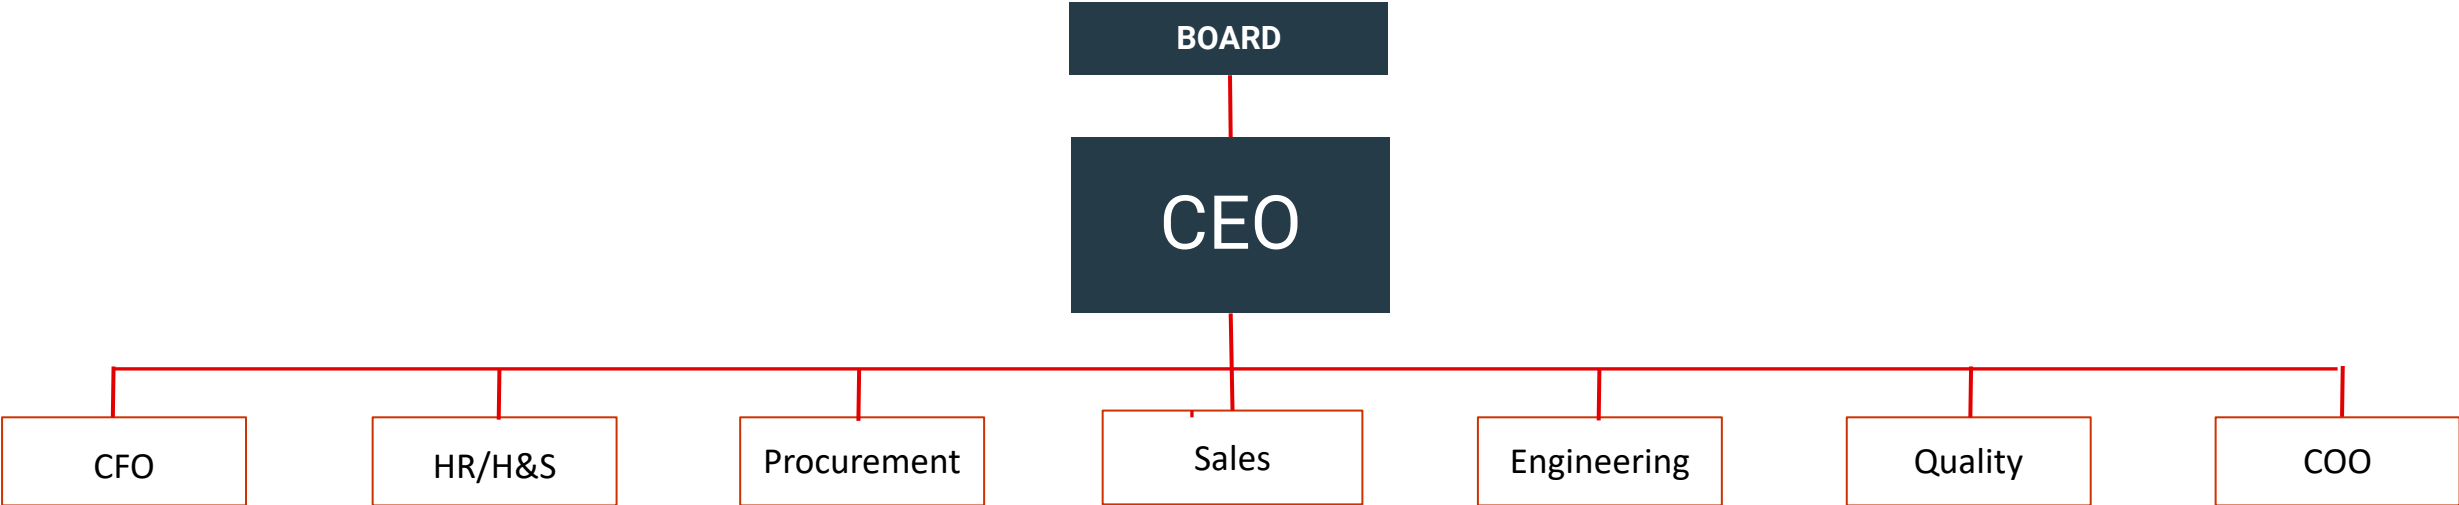 BOARD
CEO
CFO
HR/H&S
Procurement
Sales
Engineering
Quality
COO